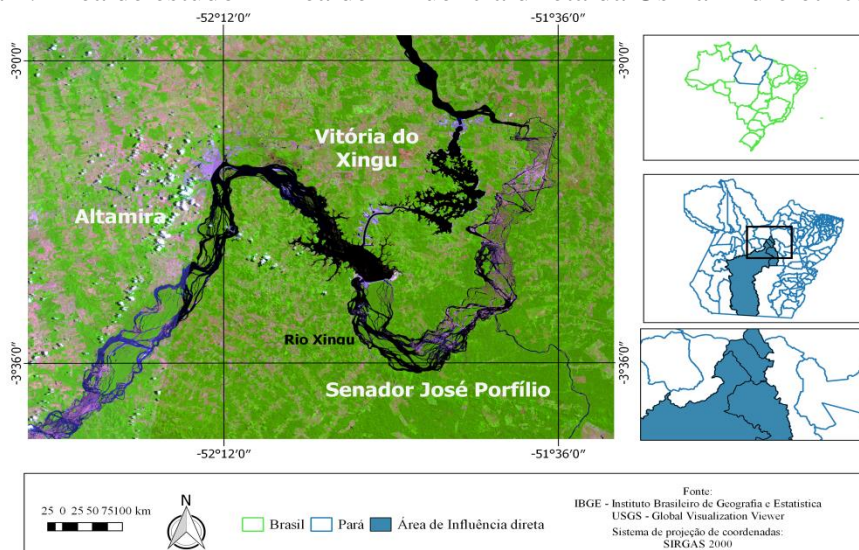 -52°12'0"
-51°36'0"
-3°0'0"
-3°0'0"
Vitória do
Xingu
Altamira
Rio Xingu
-3°36'0"
-3°36'0"
Senador José Porfílio
-52°12'0"
-51°36'0"
25 0 25 50 75 100 km
N
Brasil
Pará
Área de Influência direta
Fonte:
IBGE - Instituto Brasileiro de Geografia e Estatistica
USGS - Global Visualization Viewer
Sistema de projeção de coordenadas:
SIRGAS 2000